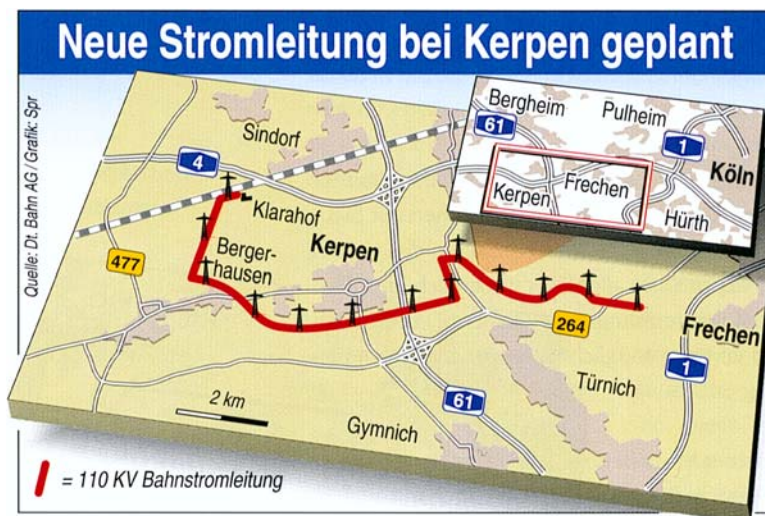 Neue Stromleitung bei Kerpen geplant
Quelle: Dt. Bahn AG / Grafik: Spr
Bergheim
Pulheim
61
1
Köln
Frechen
Kerpen
Hürth
Sindorf
4
Klarahof
Kerpen
Berger-
hausen
477
264
Frechen
1
Türnich
2 km
61
Gymnich
= 110 KV Bahnstromleitung